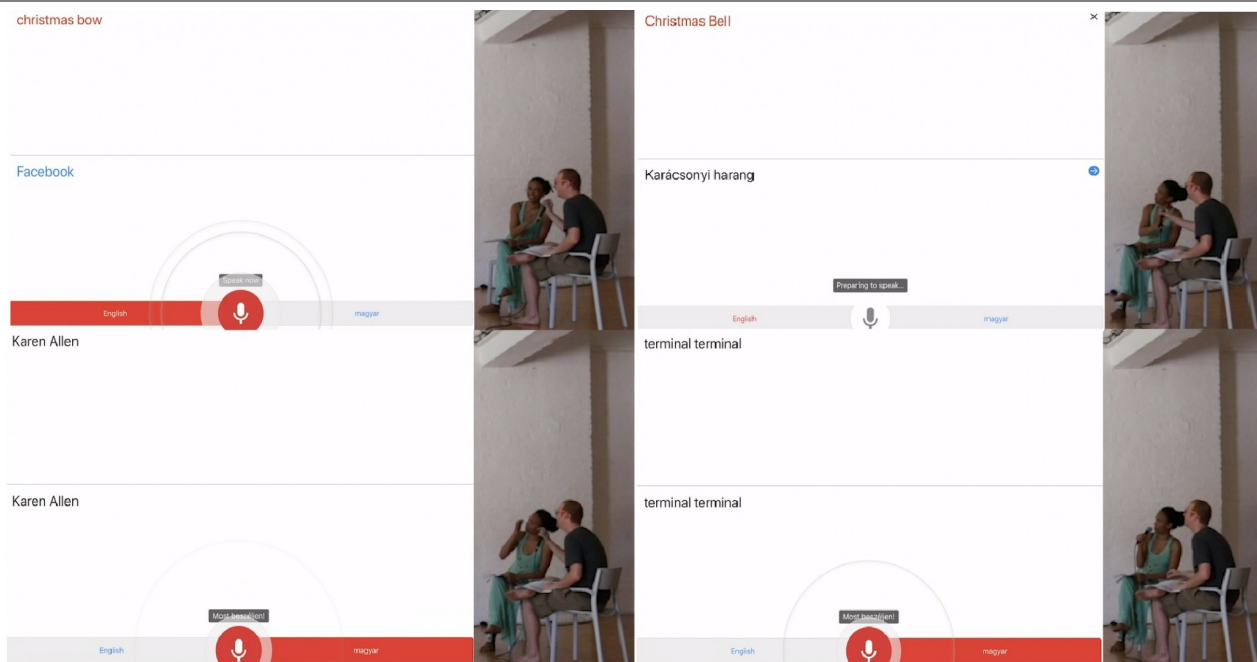 christmas bow
Facebook
Speak now
English
magyar
Christmas Bell
Karácsonyi harang
Preparing to speak...
English
magyar
Karen Allen
Karen Allen
Most beszéljen!
English
magyar
terminal terminal
terminal terminal
Most beszéljen!
English
magyar